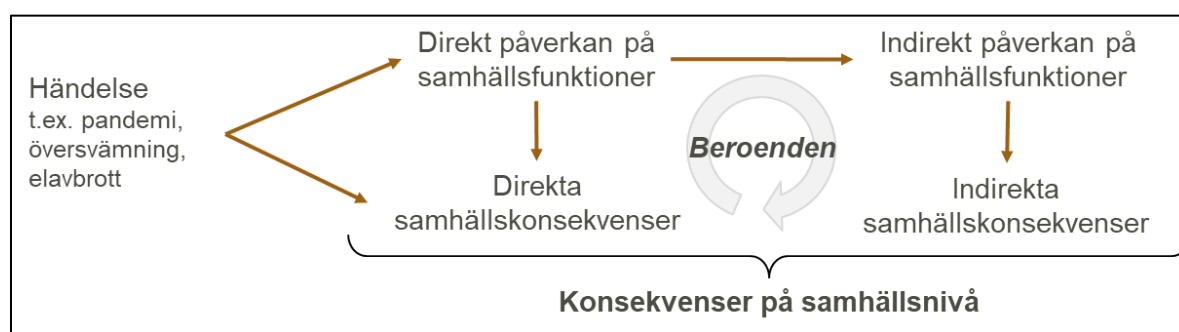 Händelse
t.ex. pandemi,
översvämning,
elavbrott
Direkt påverkan på
samhällsfunktioner
Direkta
samhällskonsekvenser
Beroenden
Indirekt påverkan på
samhällsfunktioner
Indirekta
samhällskonsekvenser
Konsekvenser på samhällsnivå